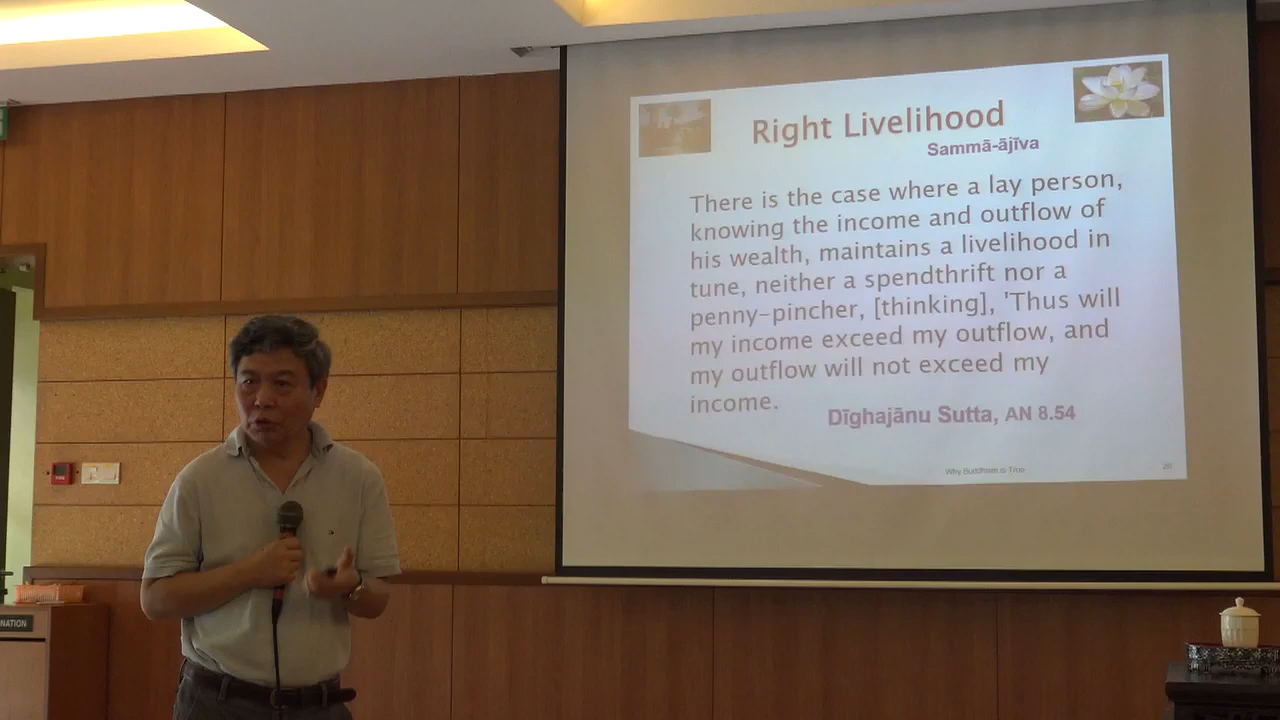 Right Livelihood
Sammā-ājīva
There is the case where a lay person,
knowing the income and outflow of
his wealth, maintains a livelihood in
tune, neither a spendthrift nor a
penny-pincher, [thinking], 'Thus will
my income exceed my outflow, and
my outflow will not exceed my
income.
Dīghajānu Sutta, AN 8.54
Why Buddhism is True
NATION